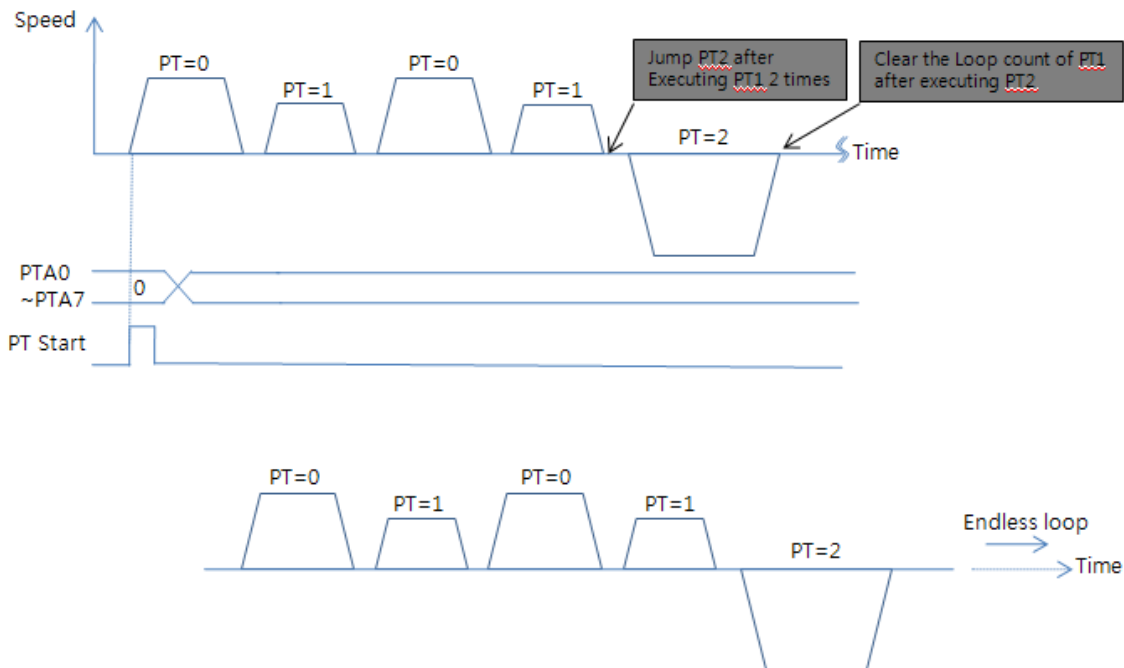 Speed
PT=0
PT=1
PT=0
PT=1
Jump PT2 after
Executing PT1 2 times
Clear the Loop count of PT1
after executing PT2
PT=2
Time
PTA0
~PTA7
0
PT Start
PT=0
PT=1
PT=0
PT=1
PT=2
Endless loop
Time